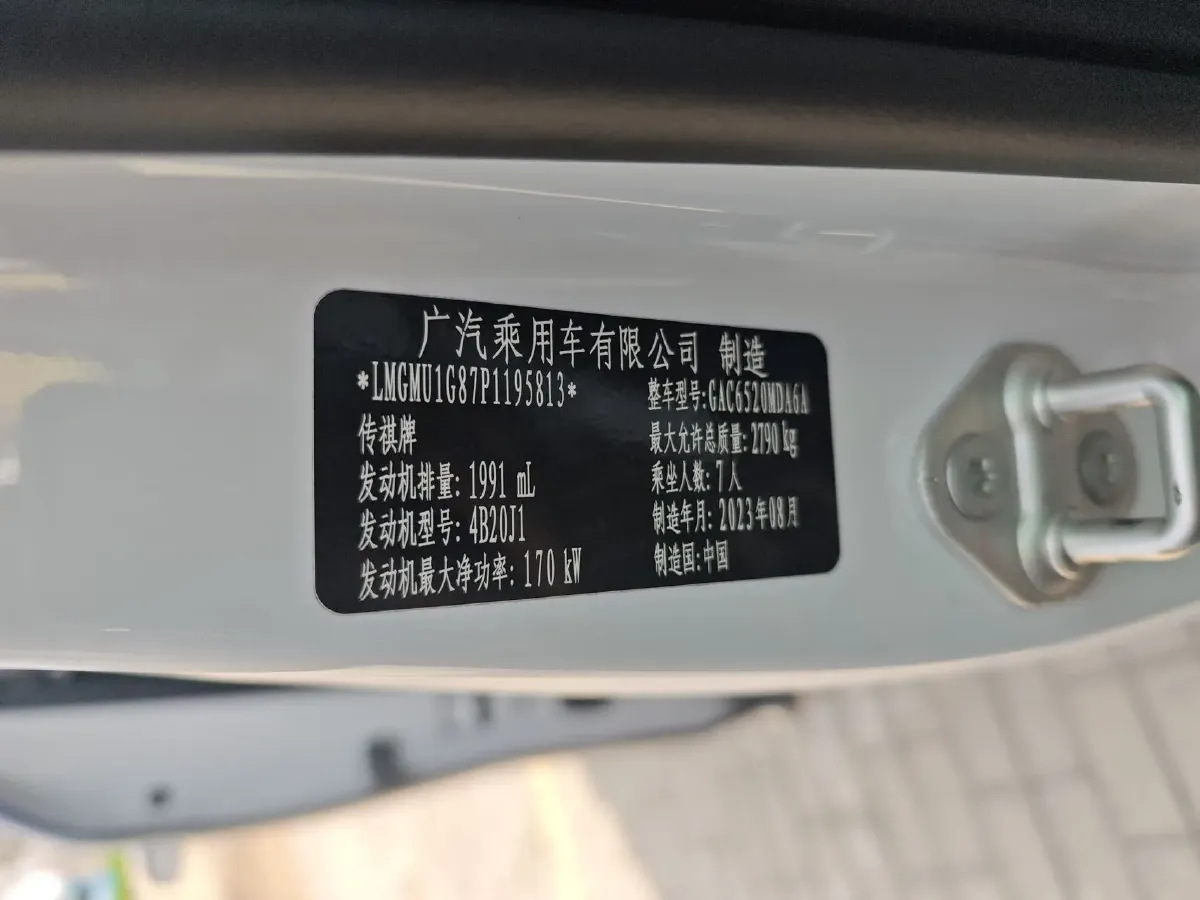 广汽乘用车有限公司 制造
*LMGMU1G87P1195813*
传祺牌
发动机排量: 1991 mL
发动机型号: 4B20J1
发动机最大净功率: 170 kW
整车型号:GAC6520MDA6A
最大允许总质量: 2790 kg
乘坐人数: 7人
制造年月: 2023年08月
制造国: 中国